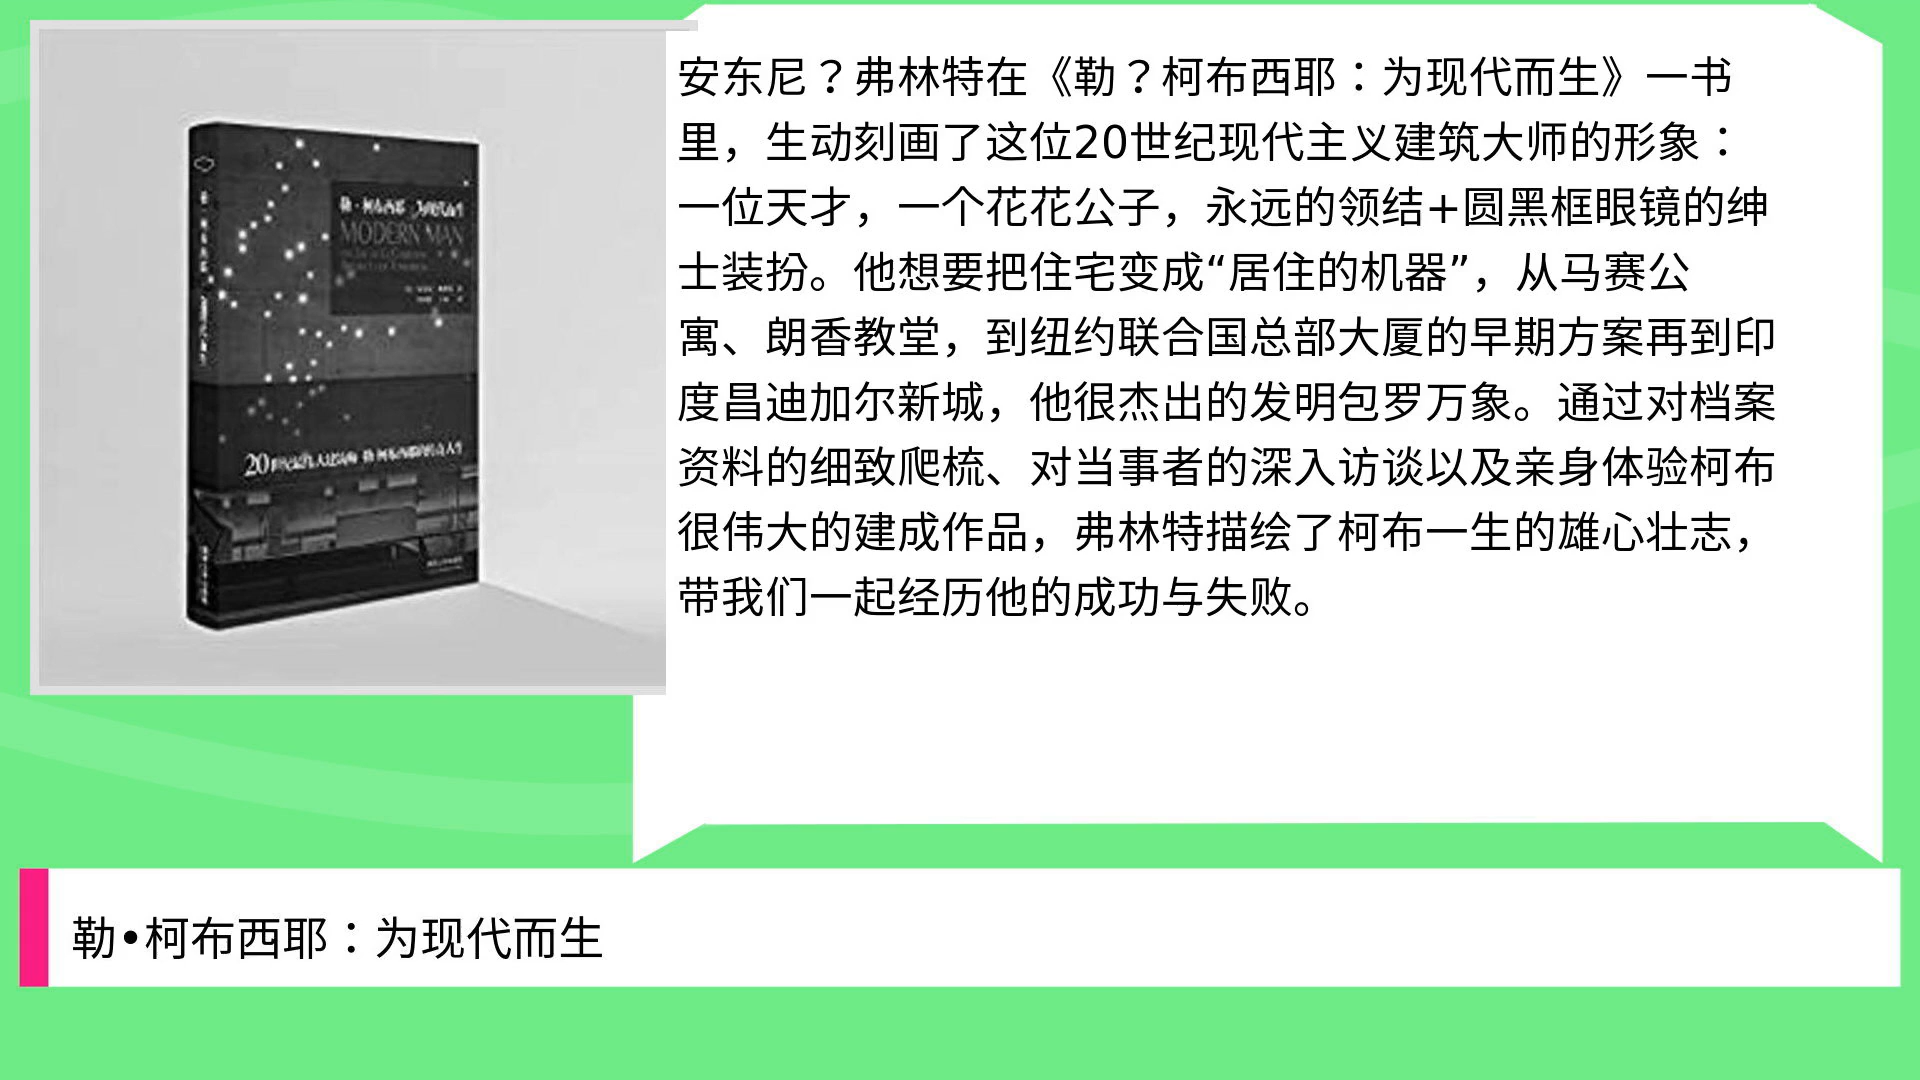 安东尼？弗林特在《勒？柯布西耶：为现代而生》一书
里，生动刻画了这位20世纪现代主义建筑大师的形象：
一位天才，一个花花公子，永远的领结+圆黑框眼镜的绅
士装扮。他想要把住宅变成“居住的机器”，从马赛公
寓、朗香教堂，到纽约联合国总部大厦的早期方案再到印
度昌迪加尔新城，他很杰出的发明包罗万象。通过对档案
资料的细致爬梳、对当事者的深入访谈以及亲身体验柯布
很伟大的建成作品，弗林特描绘了柯布一生的雄心壮志，
带我们一起经历他的成功与失败。
MODERN MAN
勒•柯布西耶：为现代而生